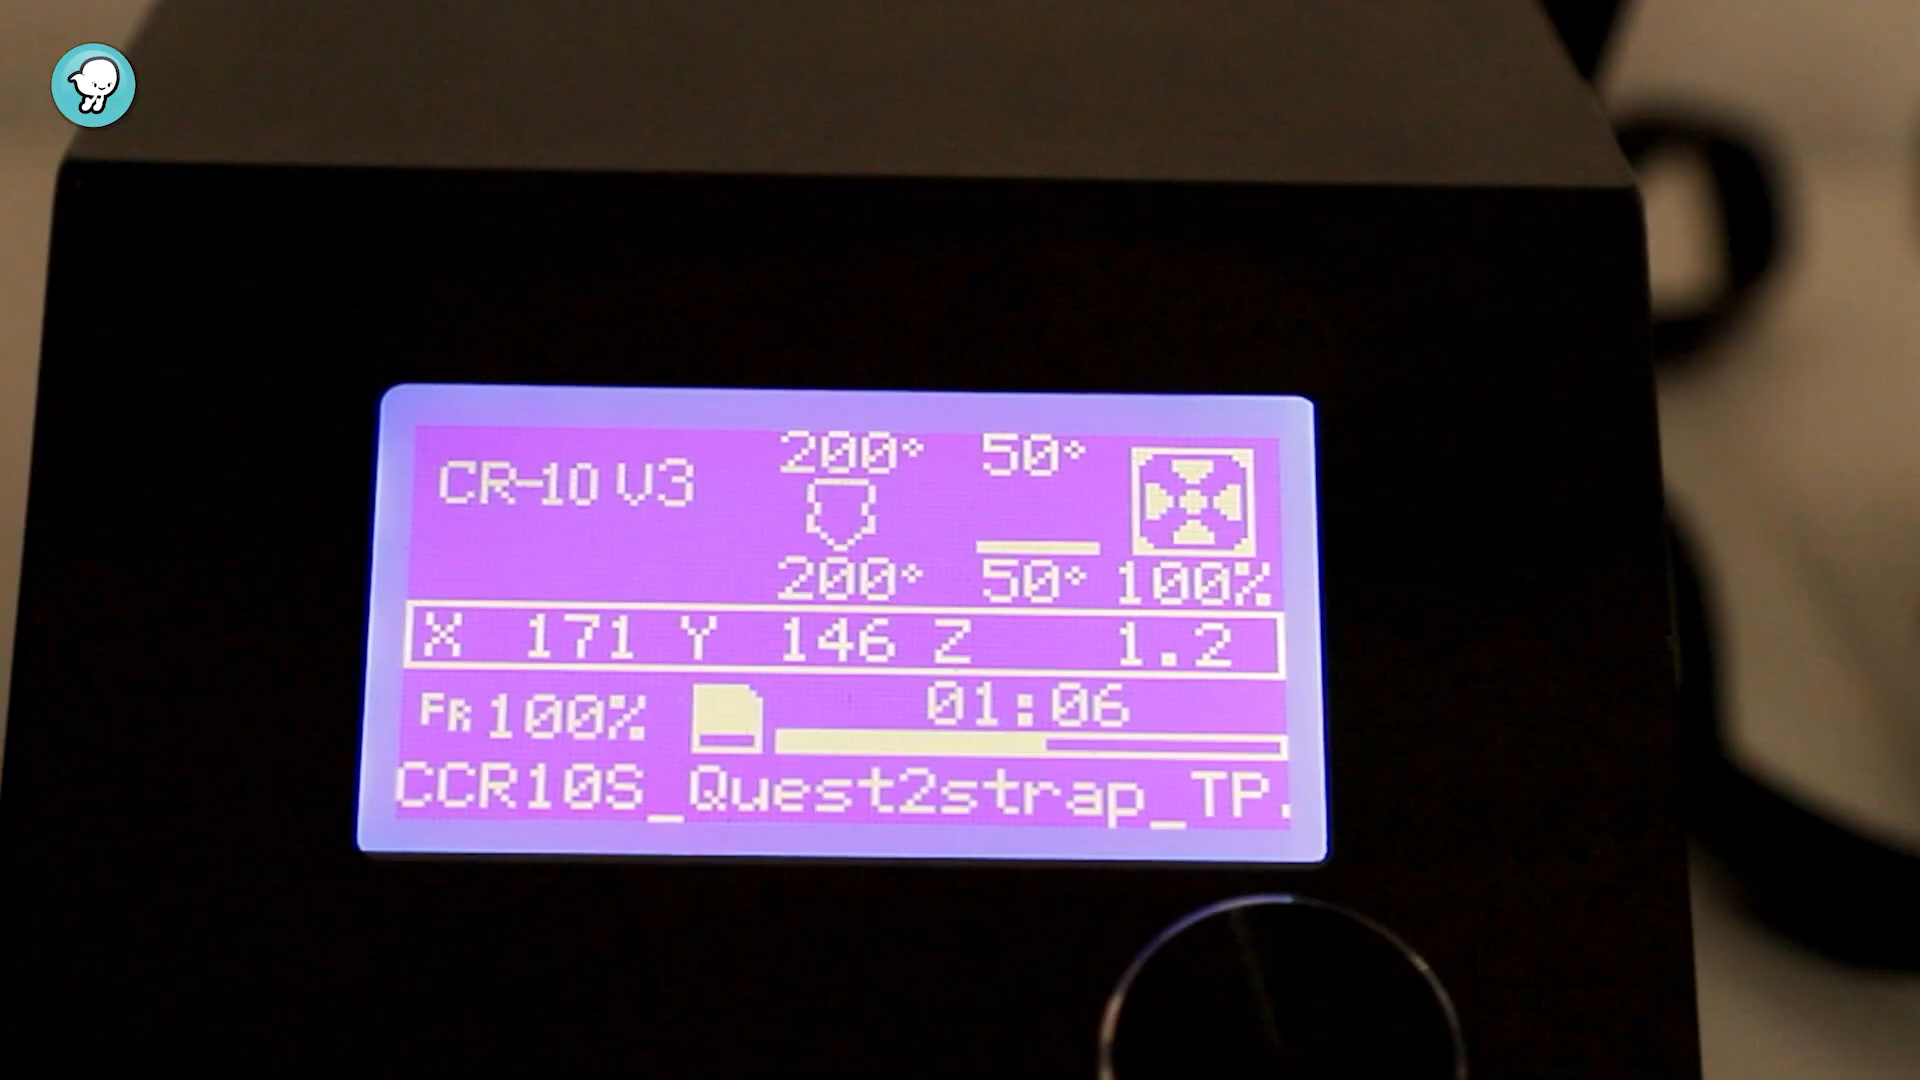 CR-10 V3 200° 50°
200° 50° 100%
X 171 Y 146 Z 1.2
FR 100% 01:06
CCR10S_Quest2strap_TP.